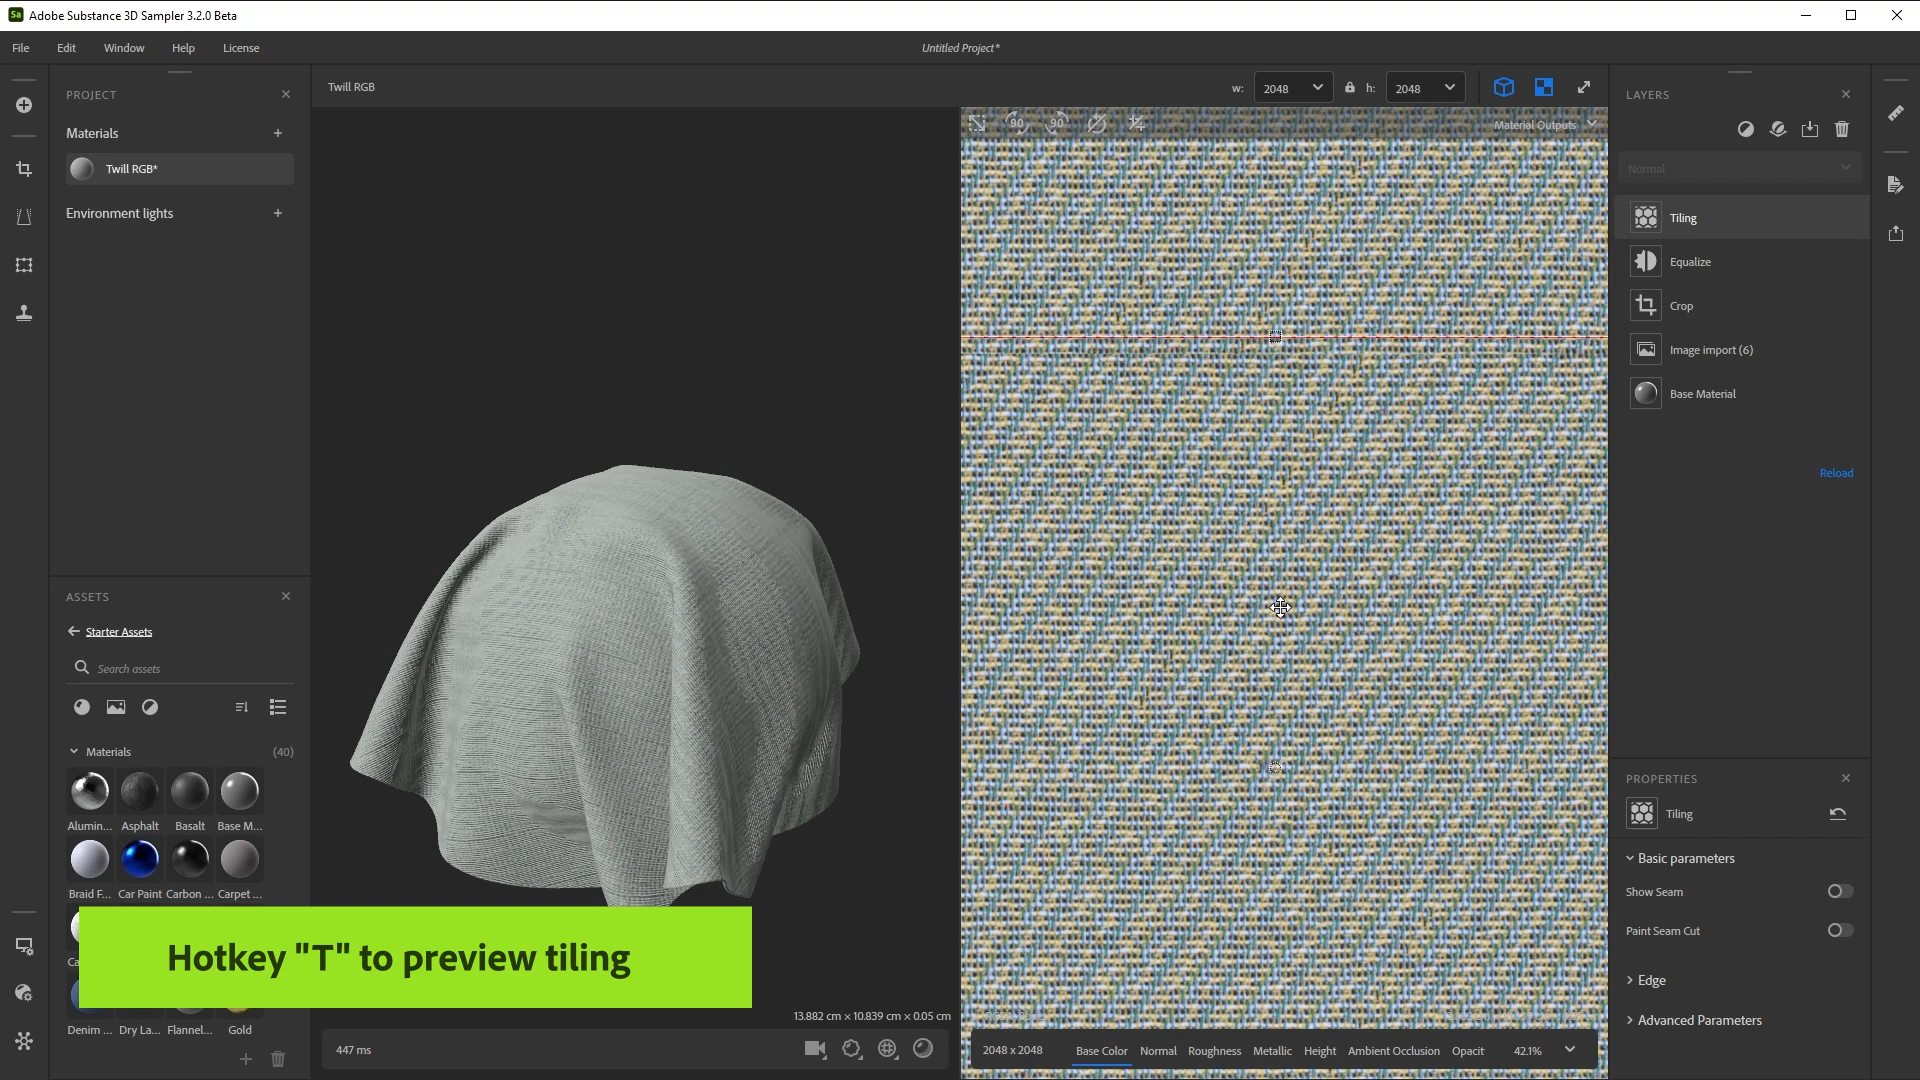 Adobe Substance 3D Sampler 3.2.0 Beta
File Edit Window Help License
Untitled Project*
PROJECT
Materials
Twill RGB*
Environment lights
ASSETS
Starter Assets
Search assets
Materials (40)
Alumin... Asphalt Basalt Base M...
Braid F... Car Paint Carbon ... Carpet ...
Ca
Denim ... Dry La... Flannel... Gold
Hotkey "T" to preview tiling
Twill RGB
w: 2048 h: 2048
90 90
Material Outputs
13.882 cm × 10.839 cm × 0.05 cm
447 ms
2048 x 2048 Base Color Normal Roughness Metallic Height Ambient Occlusion Opacit 42.1%
LAYERS
Normal
Tiling
Equalize
Crop
Image import (6)
Base Material
Reload
PROPERTIES
Tiling
Basic parameters
Show Seam
Paint Seam Cut
Edge
Advanced Parameters